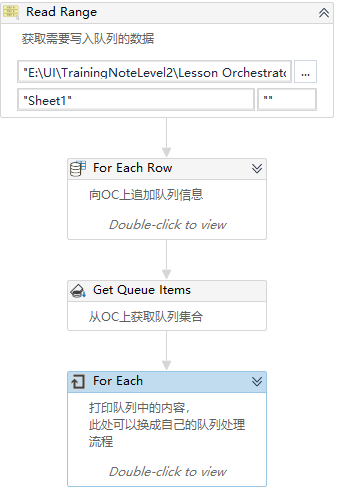 Read Range
获取需要写入队列的数据
"E:\UI\TrainingNoteLevel2\Lesson Orchestrato
...
"Sheet1"
""
For Each Row
向OC上追加队列信息
Double-click to view
Get Queue Items
从OC上获取队列集合
For Each
打印队列中的内容，
此处可以换成自己的队列处理
流程
Double-click to view